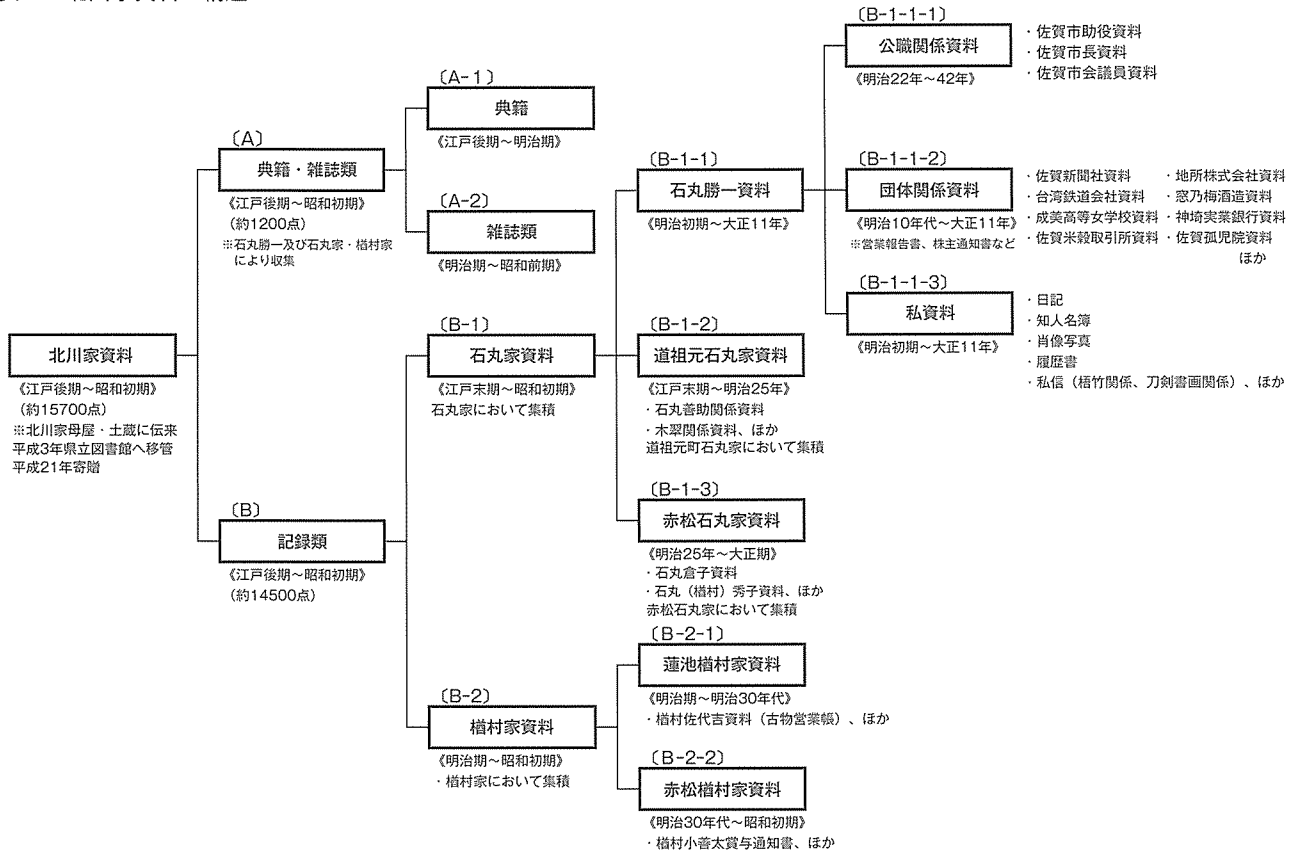 北川家資料
《江戸後期～昭和初期》
（約15700点）
※北川家母屋・土蔵に伝来
平成3年県立図書館へ移管
平成21年寄贈
〔A〕
典籍・雑誌類
《江戸後期～昭和初期》
（約1200点）
※石丸勝一及び石丸家・楢村家
により収集
〔A-1〕
典籍
《江戸後期～明治期》
〔A-2〕
雑誌類
《明治期～昭和前期》
〔B〕
記録類
《江戸後期～昭和初期》
（約14500点）
〔B-1〕
石丸家資料
《江戸末期～昭和初期》
石丸家において集積
〔B-1-1〕
石丸勝一資料
《明治初期～大正11年》
〔B-1-1-1〕
公職関係資料
《明治22年～42年》
・佐賀市助役資料
・佐賀市長資料
・佐賀市会議員資料
〔B-1-1-2〕
団体関係資料
《明治10年代～大正11年》
※営業報告書、株主通知書など
・佐賀新聞社資料　・地所株式会社資料
・台湾鉄道会社資料　・窓乃梅酒造資料
・成美高等女学校資料・神埼実業銀行資料
・佐賀米穀取引所資料・佐賀孤児院資料
ほか
〔B-1-1-3〕
私資料
《明治初期～大正11年》
・日記
・知人名簿
・肖像写真
・履歴書
・私信（梧竹関係、刀剣書画関係）、ほか
〔B-1-2〕
道祖元石丸家資料
《江戸末期～明治25年》
・石丸善助関係資料
・木翠関係資料、ほか
道祖元町石丸家において集積
〔B-1-3〕
赤松石丸家資料
《明治25年～大正期》
・石丸倉子資料
・石丸（楢村）秀子資料、ほか
赤松石丸家において集積
〔B-2〕
楢村家資料
《明治期～昭和初期》
・楢村家において集積
〔B-2-1〕
蓮池楢村家資料
《明治期～明治30年代》
・楢村佐代吉資料（古物営業帳）、ほか
〔B-2-2〕
赤松楢村家資料
《明治30年代～昭和初期》
・楢村小善太賞与通知書、ほか